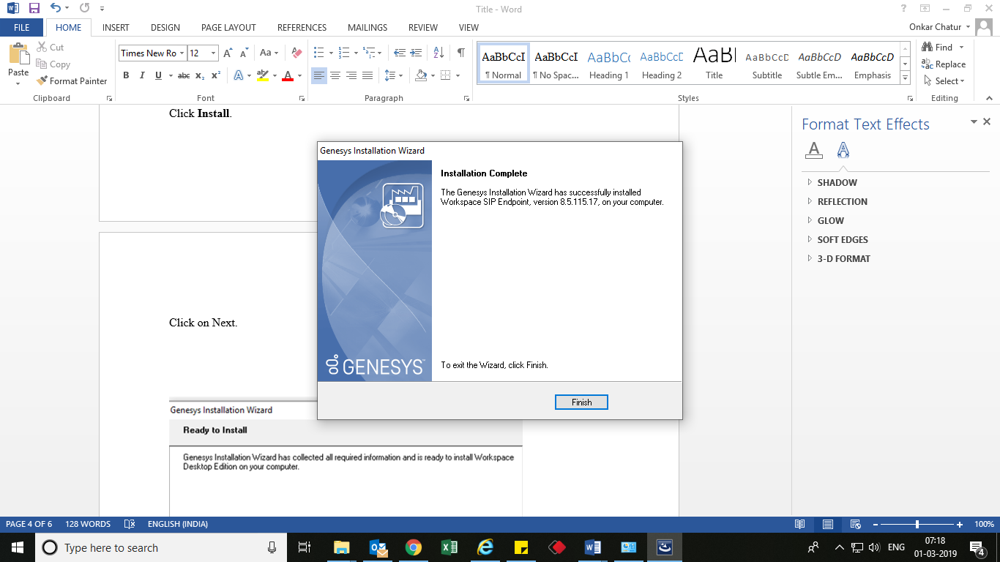 Title - Word
FILE HOME INSERT DESIGN PAGE LAYOUT REFERENCES MAILINGS REVIEW VIEW
Onkar Chatur
Paste
Cut
Copy
Format Painter
Clipboard
Times New Ro 12
Font
Paragraph
AaBbCcI AaBbCcI AaBbCc AaBbCcD AaBl AaBbCcD AaBbCcD AaBbCcD
¶ Normal ¶ No Spac... Heading 1 Heading 2 Title Subtitle Subtle Em... Emphasis
Styles
Find
Replace
Select
Editing
Click Install.
Genesys Installation Wizard
Installation Complete
The Genesys Installation Wizard has successfully installed
Workspace SIP Endpoint, version 8.5.115.17, on your computer.
GENESYS
To exit the Wizard, click Finish.
Finish
Click on Next.
Genesys Installation Wizard
Ready to Install
Genesys Installation Wizard has collected all required information and is ready to install Workspace
Desktop Edition on your computer.
Format Text Effects
SHADOW
REFLECTION
GLOW
SOFT EDGES
3-D FORMAT
PAGE 4 OF 6 128 WORDS ENGLISH (INDIA)
100%
Type here to search
ENG
07:18
01-03-2019
4